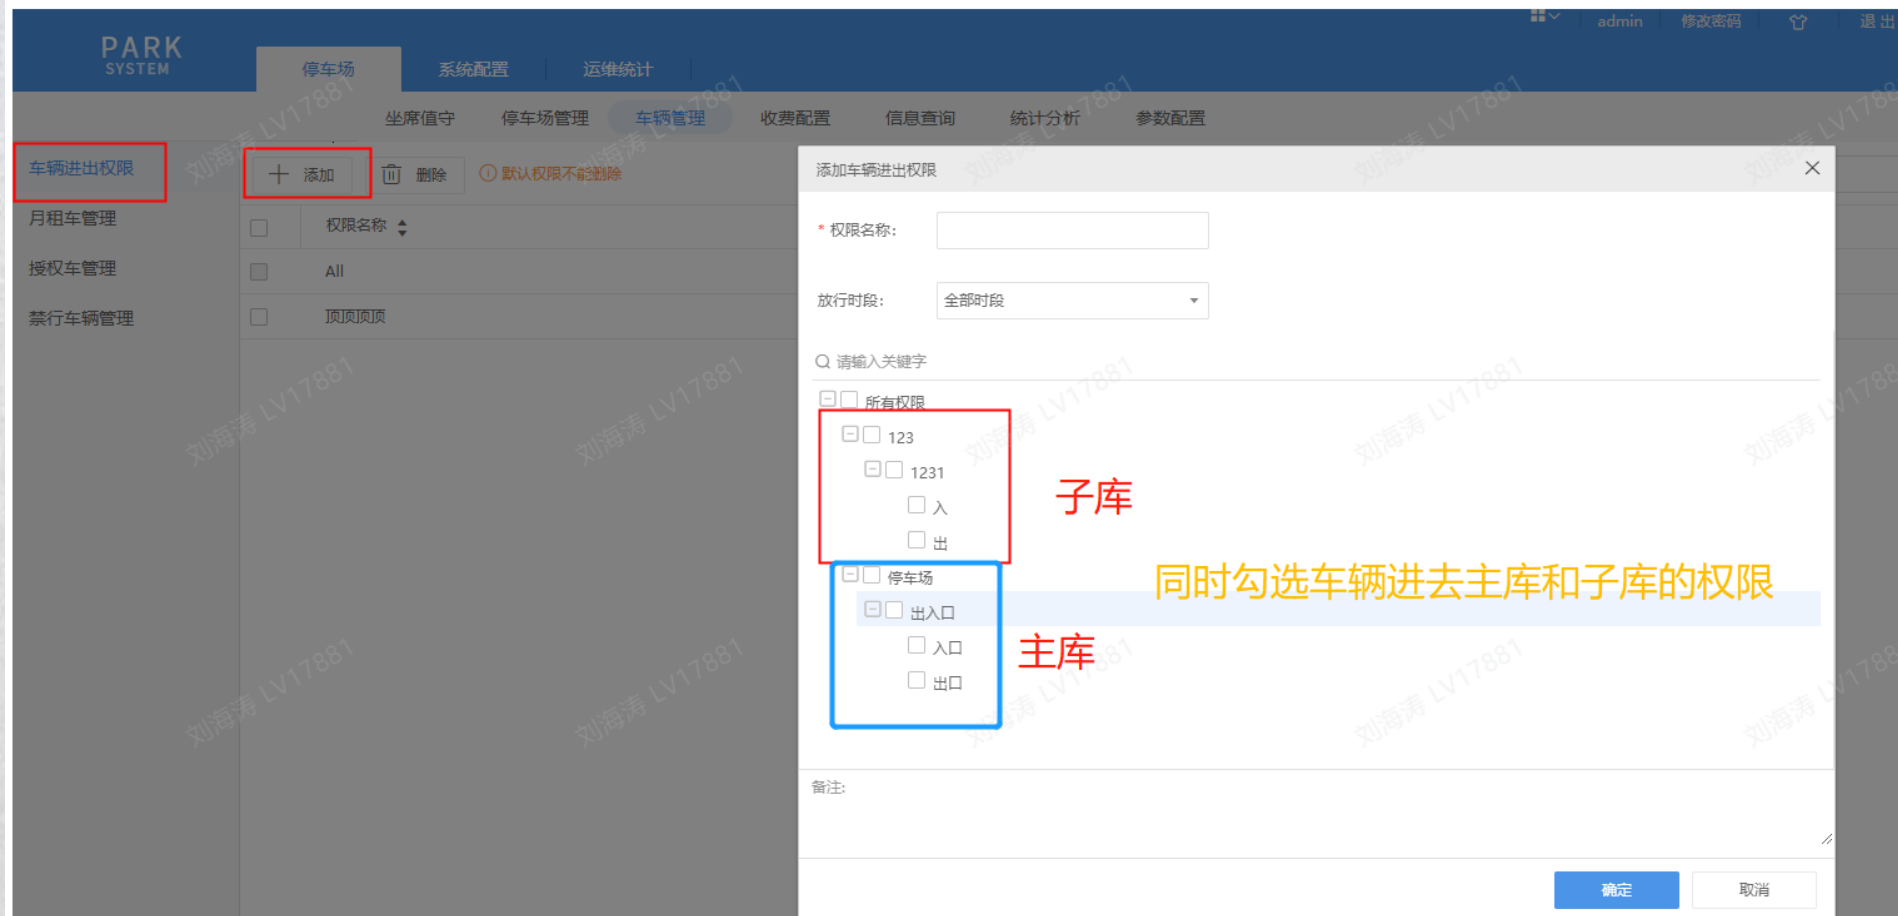 PARK
SYSTEM
admin
修改密码
退出
停车场
系统配置
运维统计
坐席值守
停车场管理
车辆管理
收费配置
信息查询
统计分析
参数配置
车辆进出权限
月租车管理
授权车管理
禁行车辆管理
添加
删除
默认权限不能删除
权限名称
All
顶顶顶顶
添加车辆进出权限
* 权限名称:
放行时段:
全部时段
请输入关键字
所有权限
123
1231
入
出
子库
停车场
出入口
入口
出口
主库
同时勾选车辆进去主库和子库的权限
备注:
确定
取消
刘海涛 LV17881